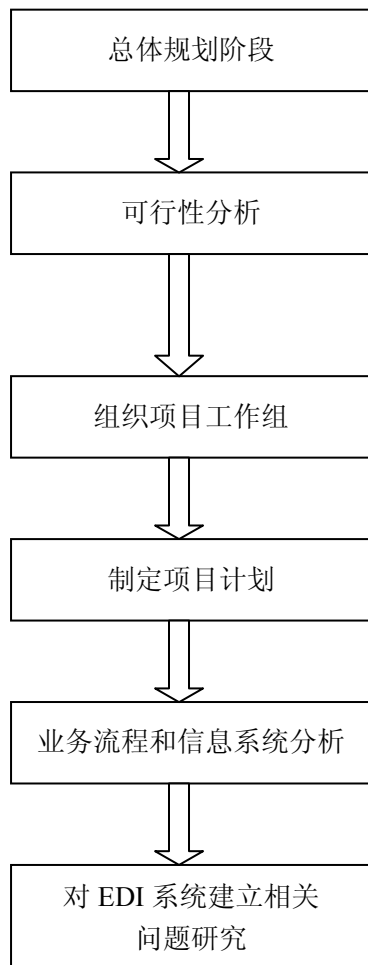 总体规划阶段
可行性分析
组织项目工作组
制定项目计划
业务流程和信息系统分析
对 EDI 系统建立相关
问题研究